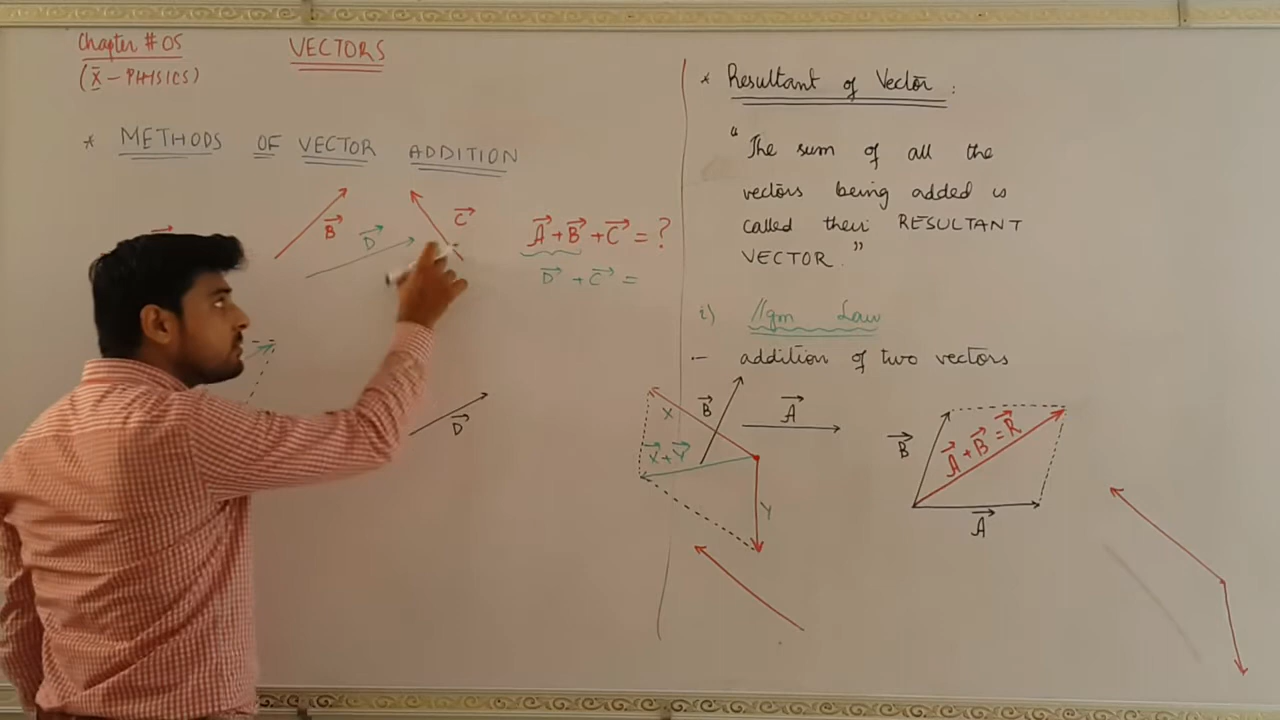 Chapter # 05
VECTORS
(X̄ - PHYSICS)
* METHODS OF VECTOR ADDITION
B⃗
D⃗
C⃗
A⃗ + B⃗ + C⃗ = ?
D⃗ + C⃗ =
D⃗
* Resultant of Vector :
"The sum of all the
vectors being added is
called their RESULTANT
VECTOR."
i) //gm Law
- addition of two vectors
X
B⃗
A⃗
X⃗ + Y⃗
Y
B⃗
A⃗ + B⃗ = R⃗
A⃗